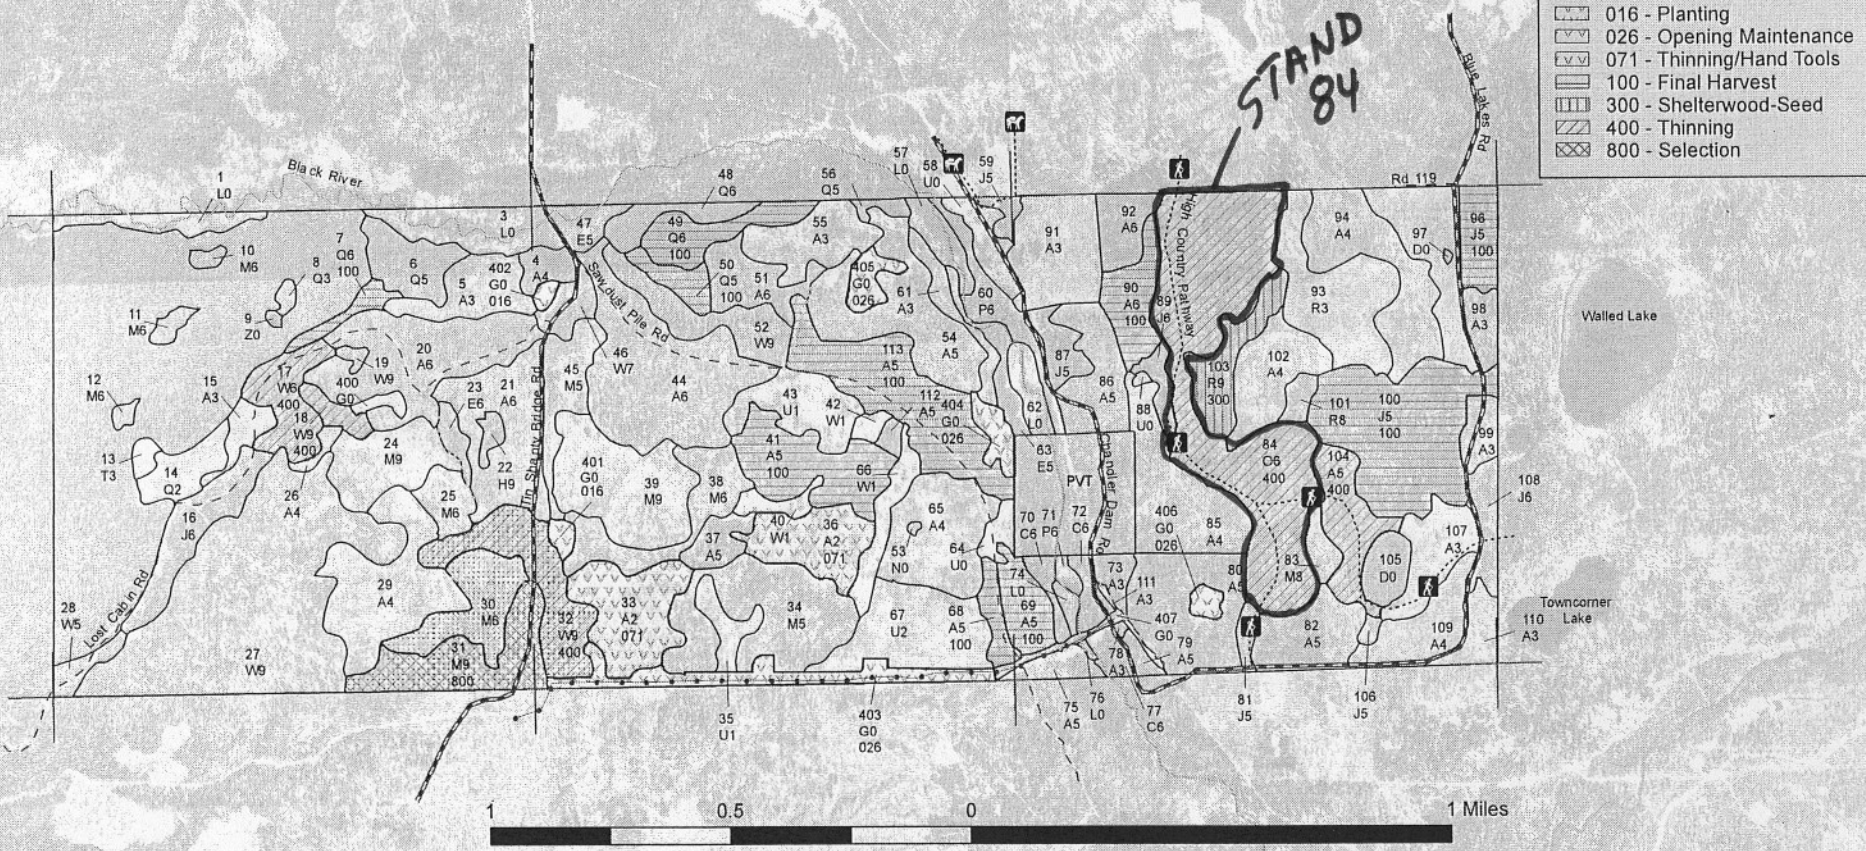 016 - Planting
026 - Opening Maintenance
071 - Thinning/Hand Tools
100 - Final Harvest
300 - Shelterwood-Seed
400 - Thinning
800 - Selection
STAND
84
Blue Lakes Rd
Rd 119
Black River
1
L0
3
L0
47
E5
48
Q6
56
Q5
57
L0
58
U0
59
J5
10
M6
7
Q6
100
8
Q3
6
Q5
5
A3
402
G0
016
4
A4
49
Q6
100
50
Q5
100
51
A6
55
A3
405
G0
026
61
A3
60
P6
91
A3
92
A6
90
A6
100
89
J6
High Country Pathway
94
A4
97
D0
96
J5
100
93
R3
98
A3
Walled Lake
11
M6
9
Z0
Sawdust Pile Rd
52
W9
54
A5
113
A5
100
87
J5
86
A5
88
U0
102
A4
103
R9
300
101
R8
100
J5
100
99
A3
12
M6
15
A3
17
W6
400
18
W9
400
19
W9
400
G0
20
A6
23
E6
21
A6
Tin Shanty Bridge Rd
45
M5
46
W7
44
A6
43
U1
42
W1
112
A5
404
G0
026
62
L0
63
E5
PVT
Chandler Dam Rd
84
O6
400
104
A5
400
13
T3
14
Q2
16
J6
26
A4
24
M9
25
M6
22
H9
401
G0
016
39
M9
38
M6
41
A5
100
66
W1
40
W1
36
A2
071
37
A5
65
A4
53
N0
64
U0
70
C6
71
P6
72
C6
406
G0
026
85
A4
80
A5
83
M8
105
D0
107
A3
108
J6
28
W5
Lost Cabin Rd
27
W9
29
A4
30
M6
31
M9
800
32
W9
400
33
A2
071
34
M5
67
U2
68
A5
100
74
L0
69
A5
100
73
A3
111
A3
407
G0
79
A5
78
A3
82
A5
109
A4
110
A3
Towncorner
Lake
35
U1
403
G0
026
75
A5
76
L0
77
C6
81
J5
106
J5
1 0.5 0 1 Miles